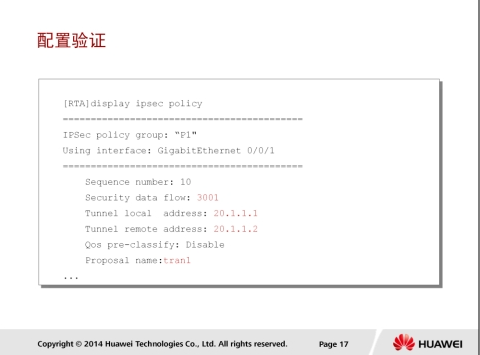 配置验证
[RTA]display ipsec policy
===========================================
IPSec policy group: “P1"
Using interface: GigabitEthernet 0/0/1
===========================================
Sequence number: 10
Security data flow: 3001
Tunnel local  address: 20.1.1.1
Tunnel remote address: 20.1.1.2
Qos pre-classify: Disable
Proposal name:tran1
...
Copyright © 2014 Huawei Technologies Co., Ltd. All rights reserved.
Page 17
HUAWEI